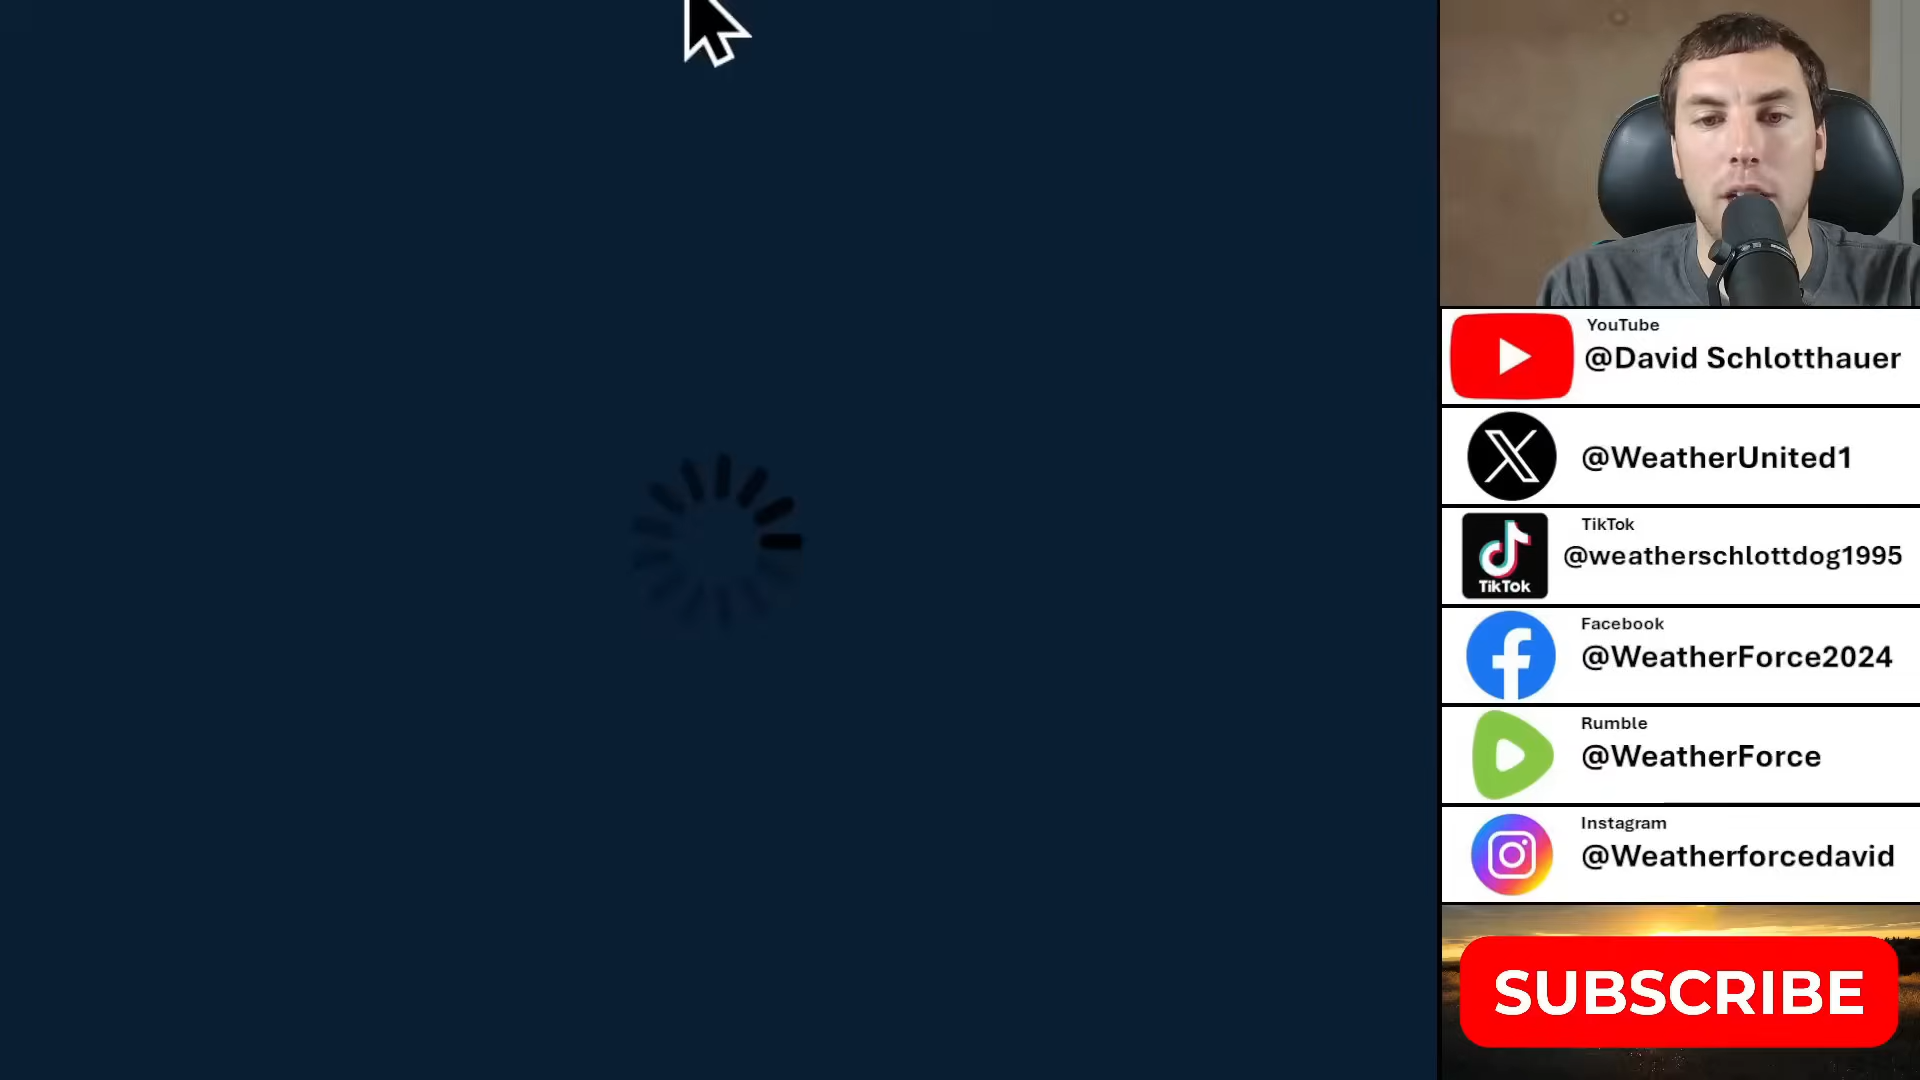 YouTube
@David Schlotthauer
@WeatherUnited1
TikTok
@weatherschlottdog1995
TikTok
Facebook
@WeatherForce2024
Rumble
@WeatherForce
Instagram
@Weatherforcedavid
SUBSCRIBE